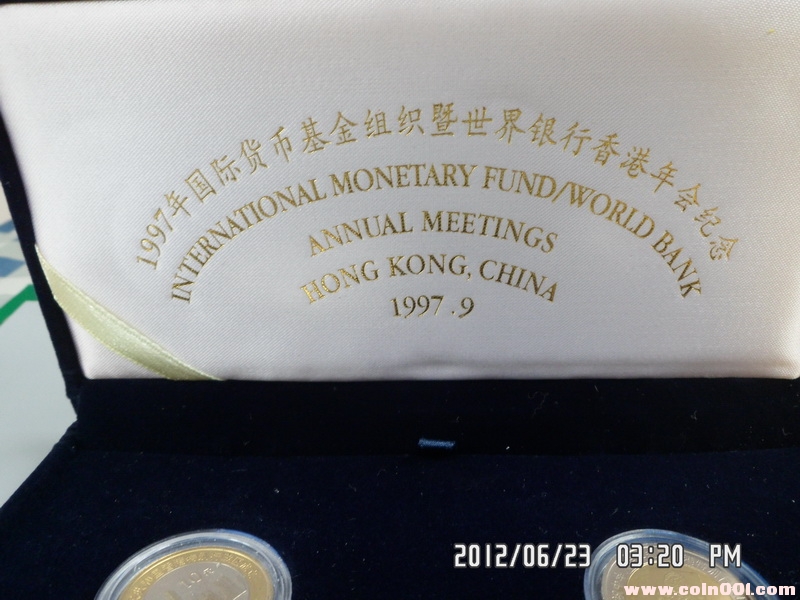 1997年国际货币基金组织暨世界银行香港年会纪念
INTERNATIONAL MONETARY FUND/WORLD BANK
ANNUAL MEETINGS
HONG KONG, CHINA
1997.9
2012/06/23 03:20 PM
www.coin001.com